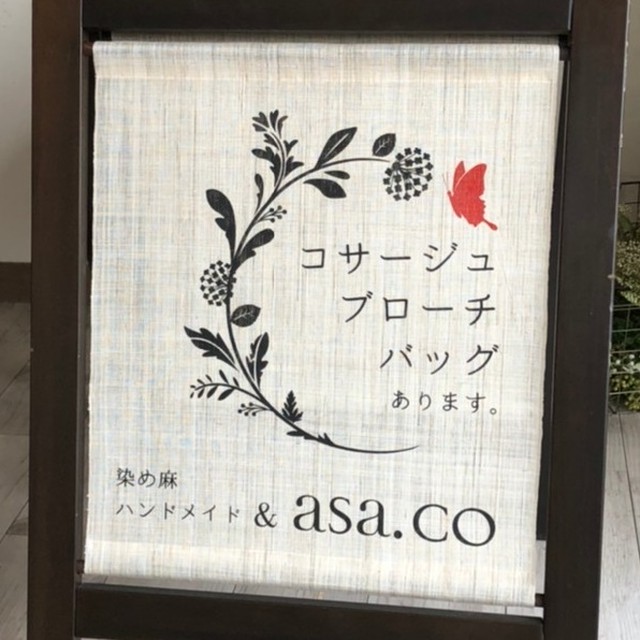 コサージュ
ブローチ
バッグ
あります。
染め麻
ハンドメイド & asa.co